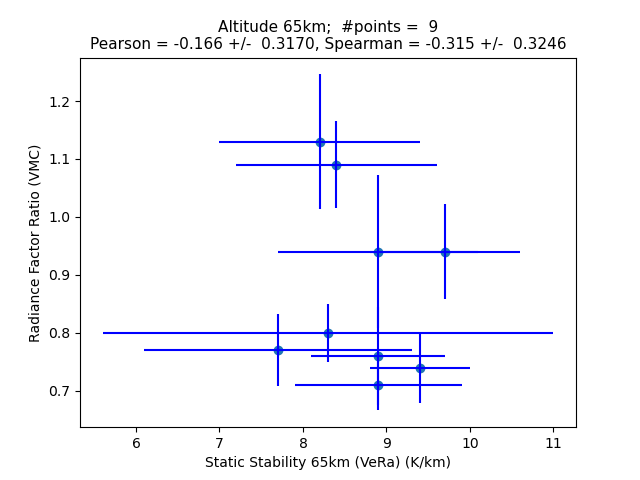 Altitude 65km;  #points =  9
Pearson = -0.166 +/-  0.3170, Spearman = -0.315 +/-  0.3246
Radiance Factor Ratio (VMC)
1.2
1.1
1.0
0.9
0.8
0.7
6 7 8 9 10 11
Static Stability 65km (VeRa) (K/km)